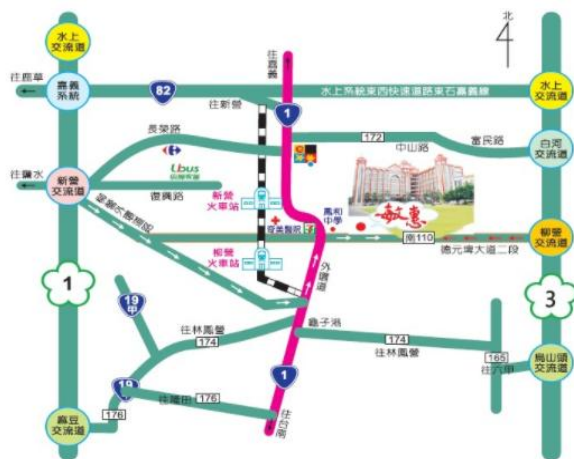 北
水上
交流道
往嘉義
往鹿草
嘉義
系統
82
水上系統東西快速道路東石嘉義線
水上
交流道
往新營
1
長榮路
172
中山路
富民路
白河
交流道
Ubus
往鹽水
新營
交流道
復興路
新營
火車站
敏惠
鳳和
中學
奇美醫院
7
南110
柳營
交流道
德元埤大道二段
柳營
火車站
外環道
1
3
19
甲
龜子港
174
往林鳳營
174
往林鳳營
165
往六甲
烏山頭
交流道
19
甲
1
176
往隆田
176
麻豆
交流道
往台南